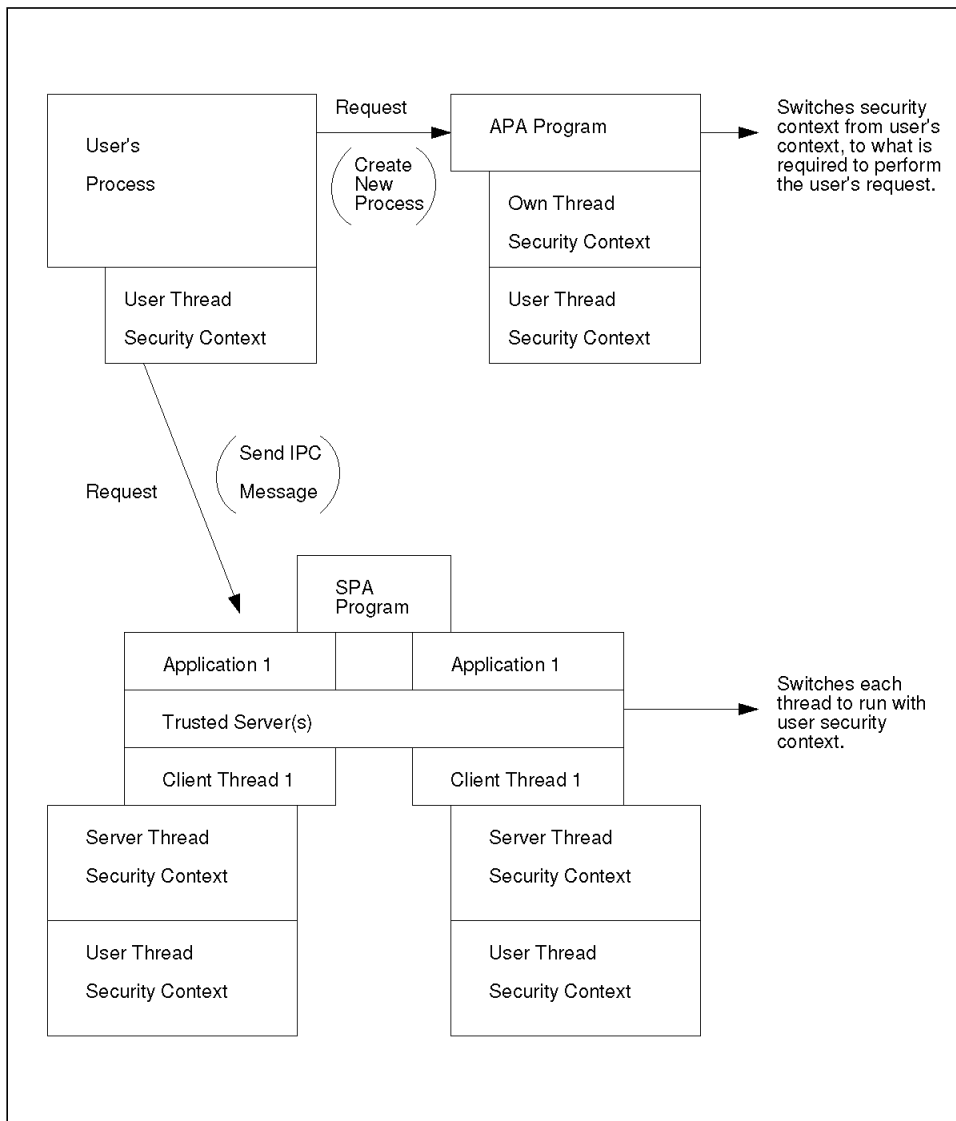 User's
Process
Request
Create
New
Process
APA Program
Switches security
context from user's
context, to what is
required to perform
the user's request.
Own Thread
Security Context
User Thread
Security Context
User Thread
Security Context
Send IPC
Message
Request
SPA
Program
Application 1
Application 1
Trusted Server(s)
Switches each
thread to run with
user security
context.
Client Thread 1
Client Thread 1
Server Thread
Security Context
Server Thread
Security Context
User Thread
Security Context
User Thread
Security Context